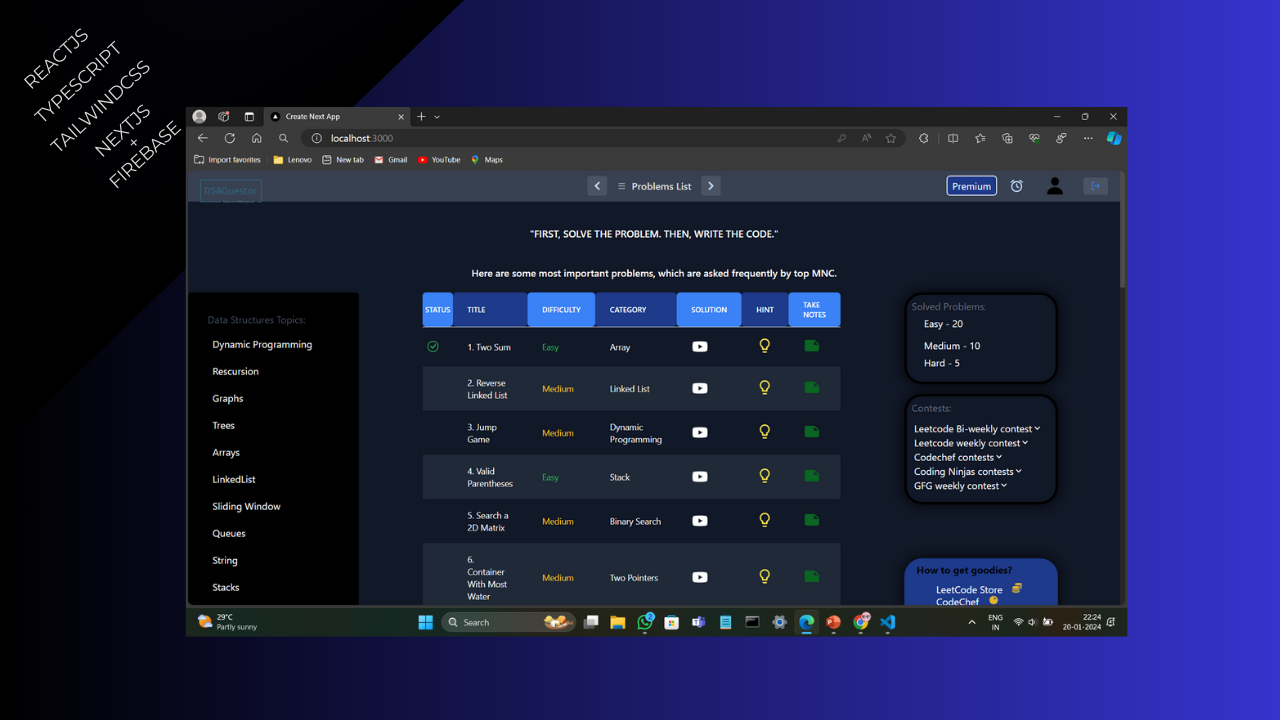 REACTJS
TYPESCRIPT
TAILWINDCSS
NEXTJS
+
FIREBASE
Create Next App
localhost:3000
Import favorites Lenovo New tab Gmail YouTube Maps
DSAQuestor
Problems List
Premium
"FIRST, SOLVE THE PROBLEM. THEN, WRITE THE CODE."
Here are some most important problems, which are asked frequently by top MNC.
Data Structures Topics:
Dynamic Programming
Rescursion
Graphs
Trees
Arrays
LinkedList
Sliding Window
Queues
String
Stacks
STATUS TITLE DIFFICULTY CATEGORY SOLUTION HINT TAKE NOTES
1. Two Sum Easy Array
2. Reverse
Linked List Medium Linked List
3. Jump
Game Medium Dynamic
Programming
4. Valid
Parentheses Easy Stack
5. Search a
2D Matrix Medium Binary Search
6.
Container
With Most
Water Medium Two Pointers
Solved Problems:
Easy - 20
Medium - 10
Hard - 5
Contests:
Leetcode Bi-weekly contest
Leetcode weekly contest
Codechef contests
Coding Ninjas contests
GFG weekly contest
How to get goodies?
LeetCode Store
CodeChef
29°C
Partly sunny
Search
ENG
IN
22:24
20-01-2024